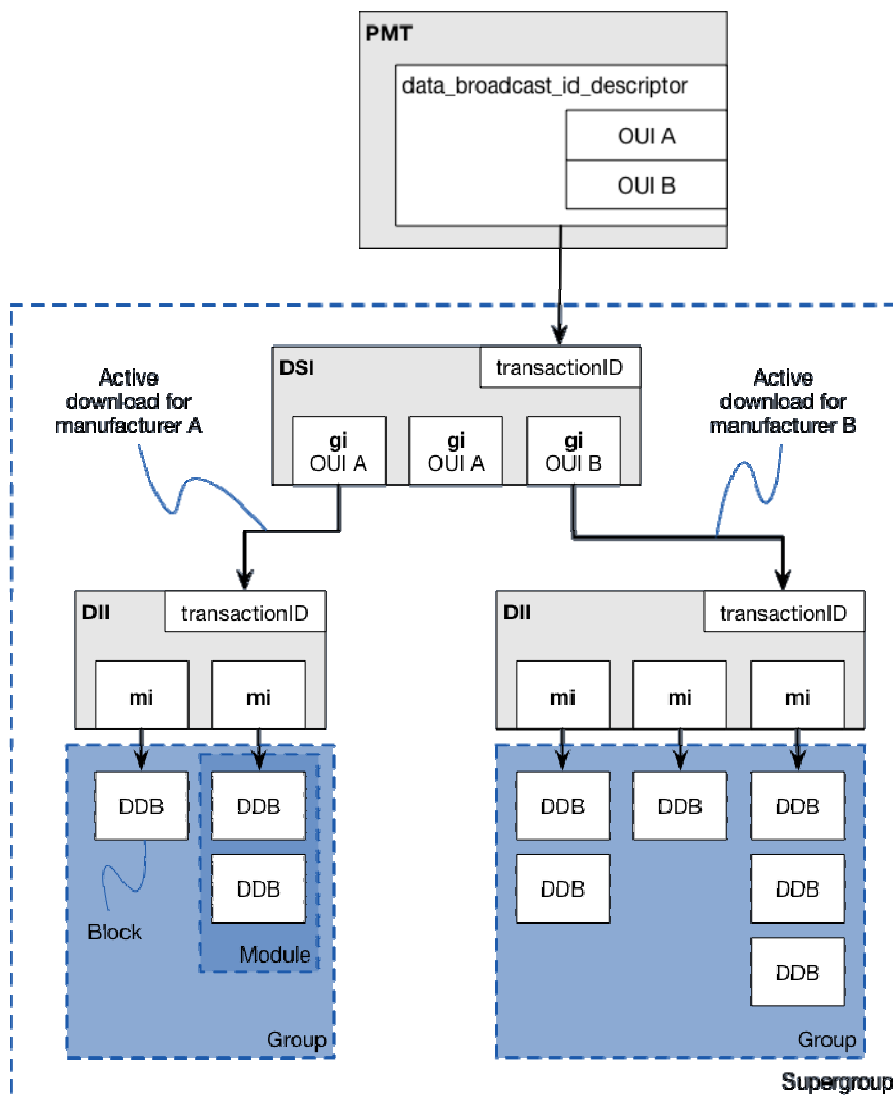 PMT
data_broadcast_id_descriptor
OUI A
OUI B
DSI
transactionID
Active
download for
manufacturer A
Active
download for
manufacturer B
gi
OUI A
gi
OUI A
gi
OUI B
DII
transactionID
DII
transactionID
mi
mi
mi
mi
mi
DDB
DDB
DDB
DDB
DDB
DDB
DDB
DDB
Block
Module
DDB
Group
Group
Supergroup